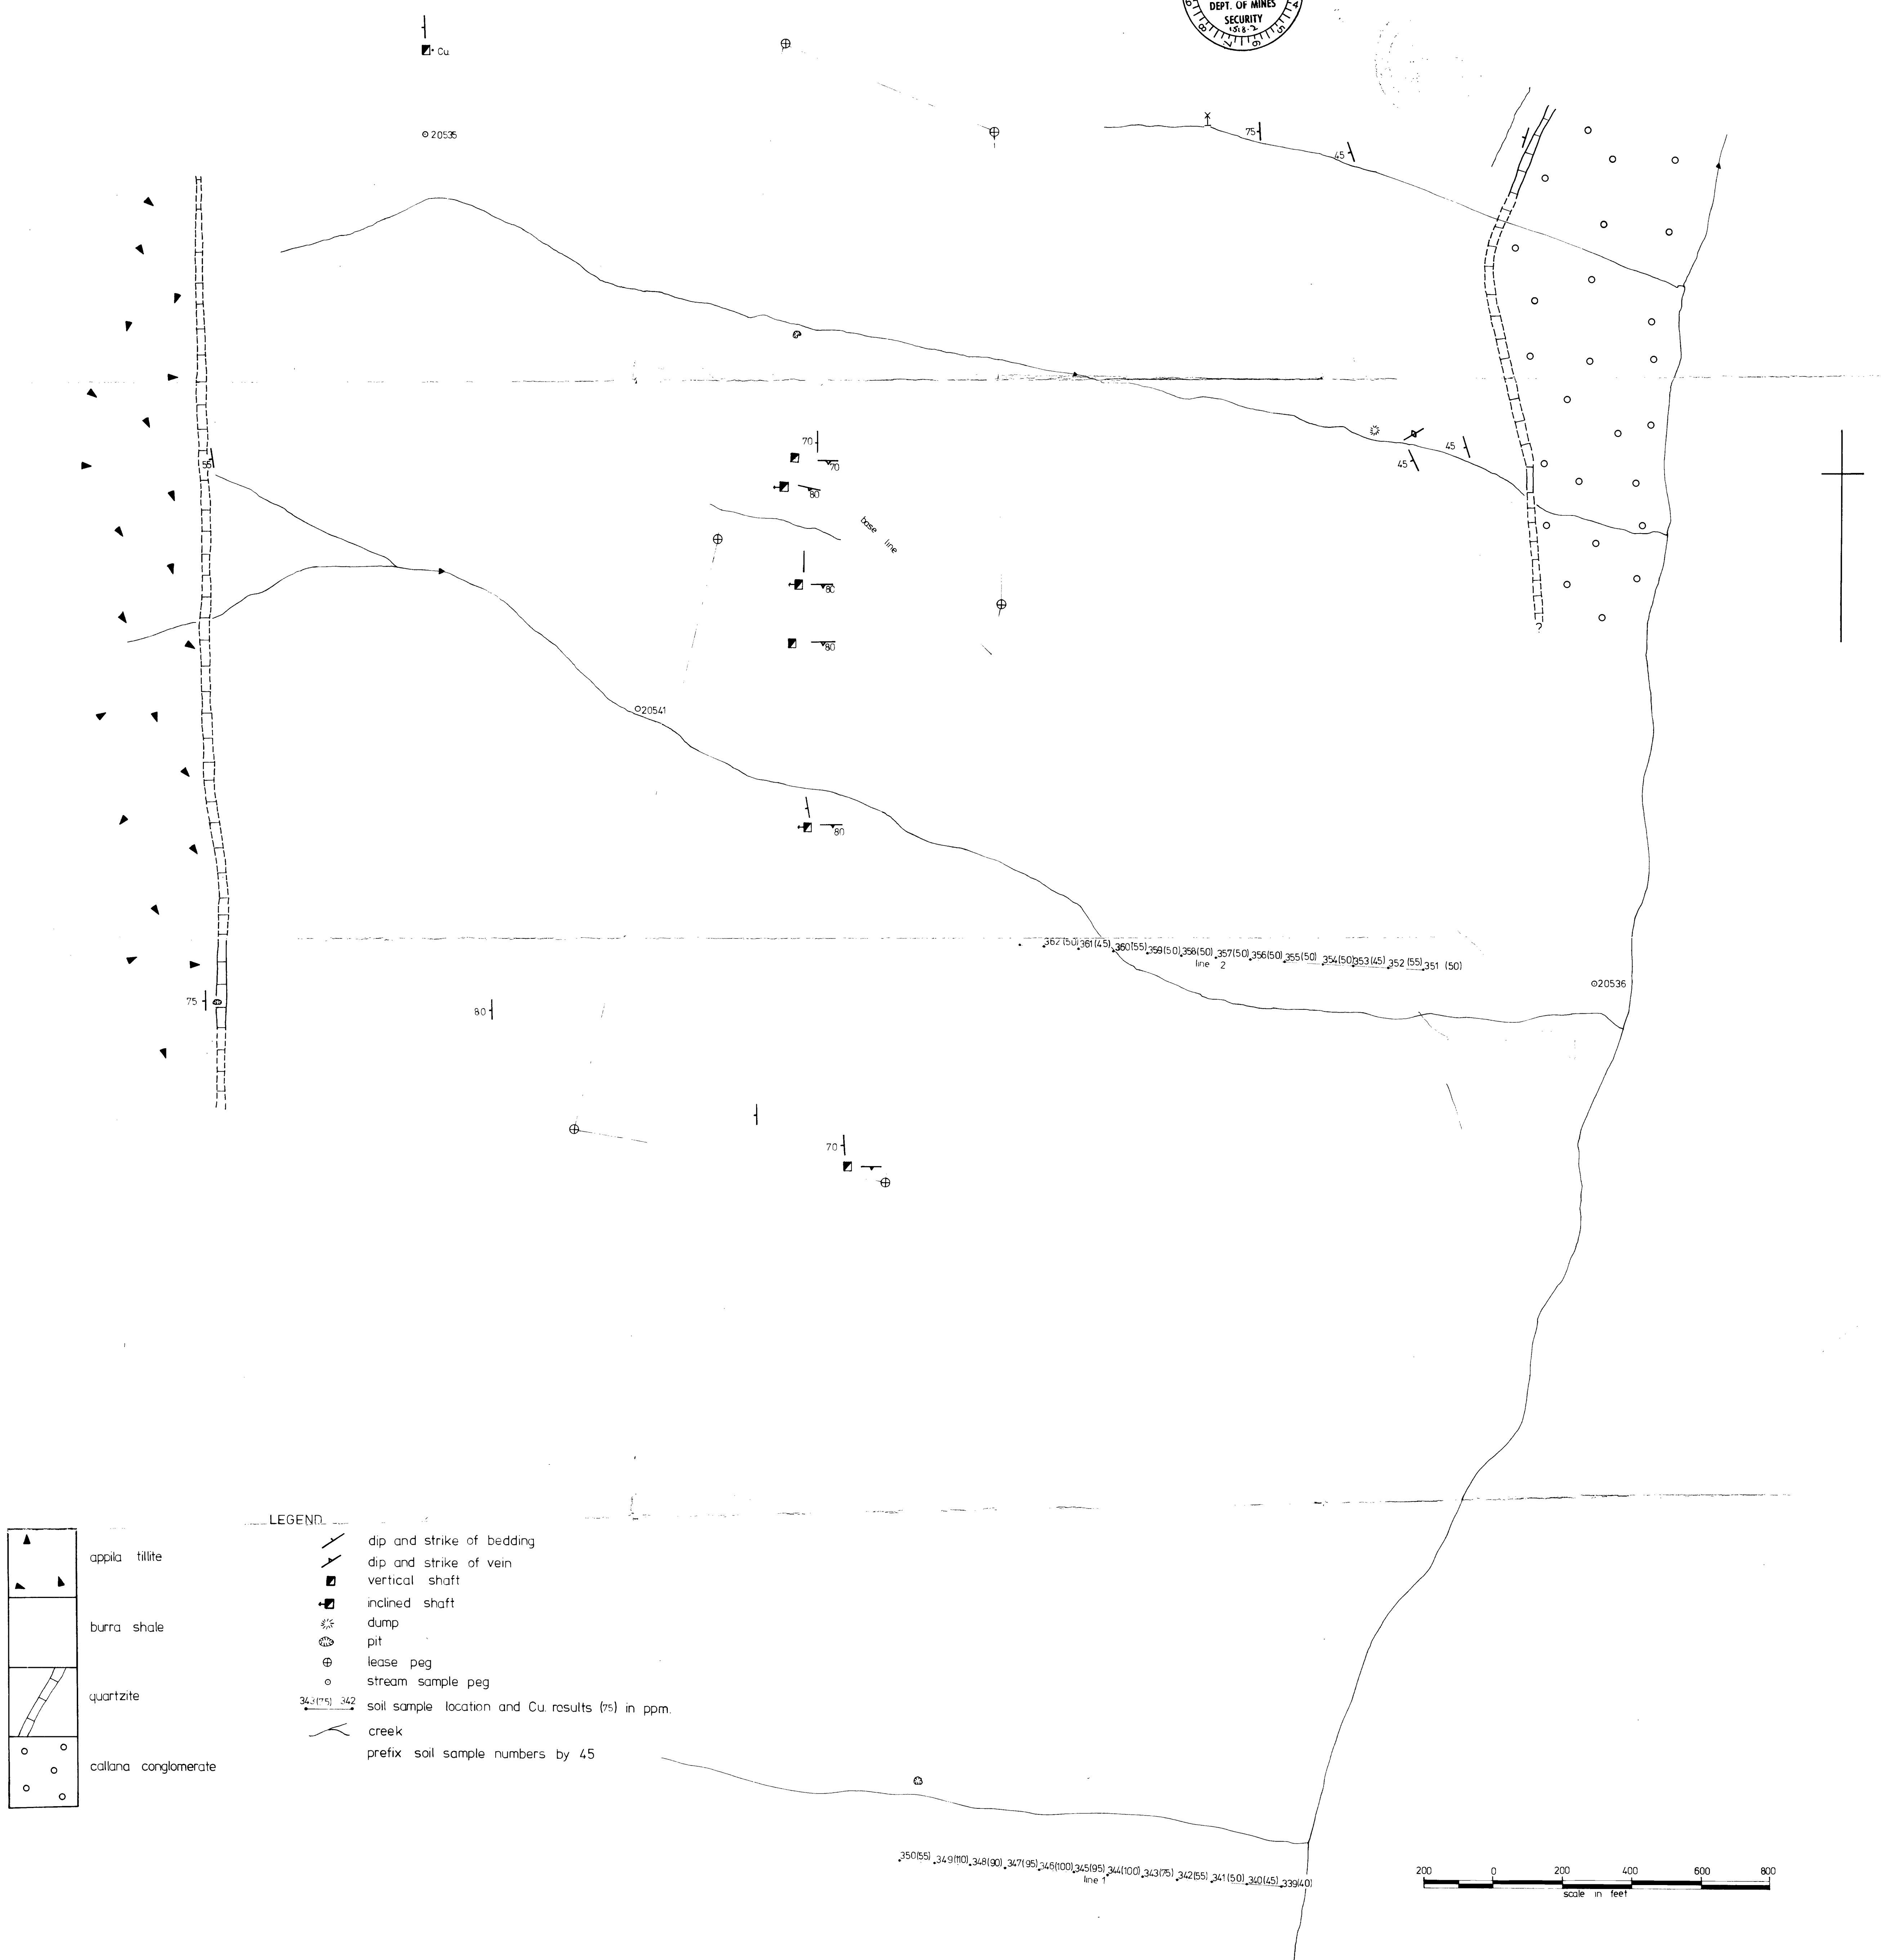 DEPT. OF MINES
SECURITY
1518·2
Cu
20535
75
45
70
70
80
55
45
45
base line
80
80
?
20541
80
362(50) 361(45) 360(55) 359(50) 358(50) 357(50) 356(50) 355(50) 354(50) 353(45) 352(55) 351 (50)
line 2
20536
75
80
70
LEGEND
appila tillite
burra shale
quartzite
callana conglomerate
dip and strike of bedding
dip and strike of vein
vertical shaft
inclined shaft
dump
pit
lease peg
stream sample peg
343(75) 342 soil sample location and Cu. results (75) in ppm.
creek
prefix soil sample numbers by 45
350(55) 349(110) 348(90) 347(95) 346(100) 345(95) 344(100) 343(75) 342(55) 341(50) 340(45) 339(40)
line 1
200 0 200 400 600 800
scale in feet